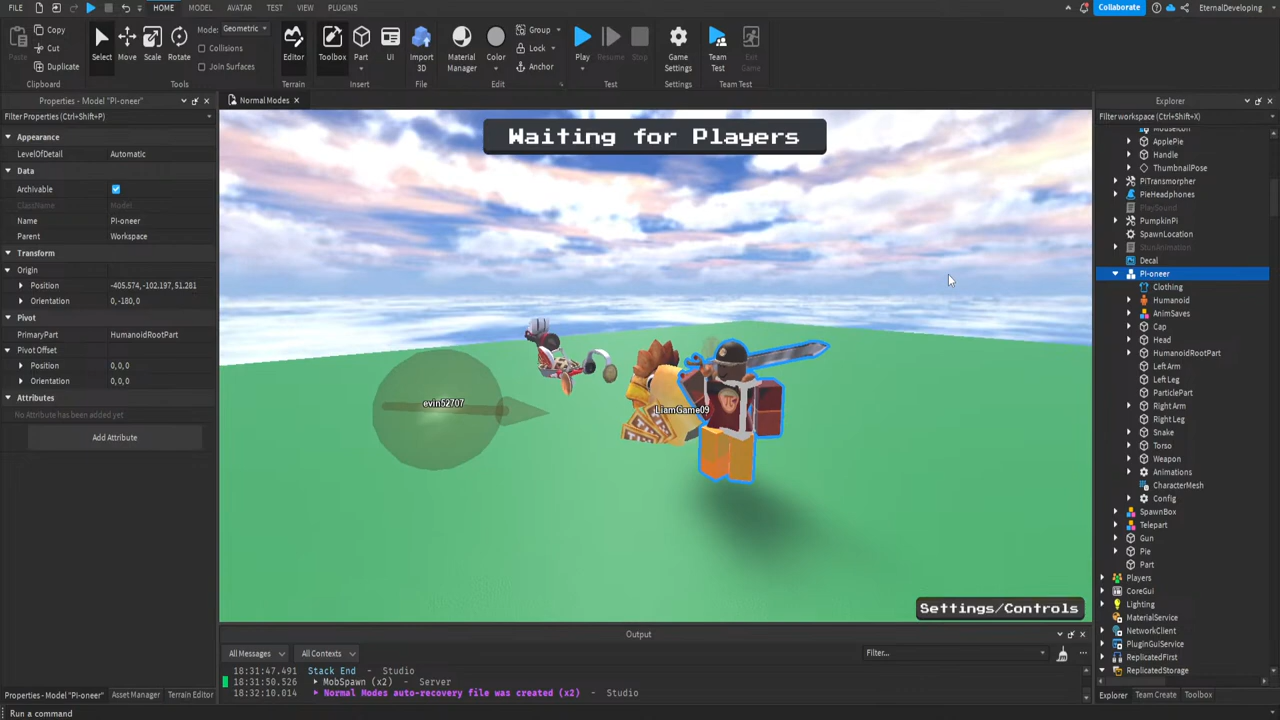 FILE HOME MODEL AVATAR TEST VIEW PLUGINS Collaborate EternalDeveloping
Paste Copy Cut Duplicate Select Move Scale Rotate Mode: Geometric Collisions Join Surfaces Editor Toolbox Part UI Import 3D Material Manager Color Group Lock Anchor Play Resume Stop Game Settings Team Test Exit Game
Clipboard Tools Terrain Insert File Edit Test Settings Team Test
Properties - Model "PI-oneer"
Filter Properties (Ctrl+Shift+P)
Appearance
LevelOfDetail Automatic
Data
Archivable
ClassName Model
Name PI-oneer
Parent Workspace
Transform
Origin
Position -405.574, -102.197, 51.281
Orientation 0,-180,0
Pivot
PrimaryPart HumanoidRootPart
Pivot Offset
Position 0,0,0
Orientation 0,0,0
Attributes
No Attribute has been added yet
Add Attribute
Normal Modes
Waiting for Players
evin52707
LiamGame09
Settings/Controls
Output
All Messages All Contexts Filter...
18:31:47.491 Stack End - Studio
18:31:50.526 MobSpawn (x2) - Server
18:32:10.014 Normal Modes auto-recovery file was created (x2) - Studio
Explorer
Filter workspace (Ctrl+Shift+X)
MouseIcon
ApplePie
Handle
ThumbnailPose
PiTransmorpher
PieHeadphones
PlaySound
PumpkinPi
SpawnLocation
StunAnimation
Decal
PI-oneer
Clothing
Humanoid
AnimSaves
Cap
Head
HumanoidRootPart
Left Arm
Left Leg
ParticlePart
Right Arm
Right Leg
Snake
Torso
Weapon
Animations
CharacterMesh
Config
SpawnBox
Telepart
Gun
Pie
Part
Players
CoreGui
Lighting
MaterialService
NetworkClient
PluginGuiService
ReplicatedFirst
ReplicatedStorage
Properties - Model "PI-oneer" Asset Manager Terrain Editor
Explorer Team Create Toolbox
Run a command